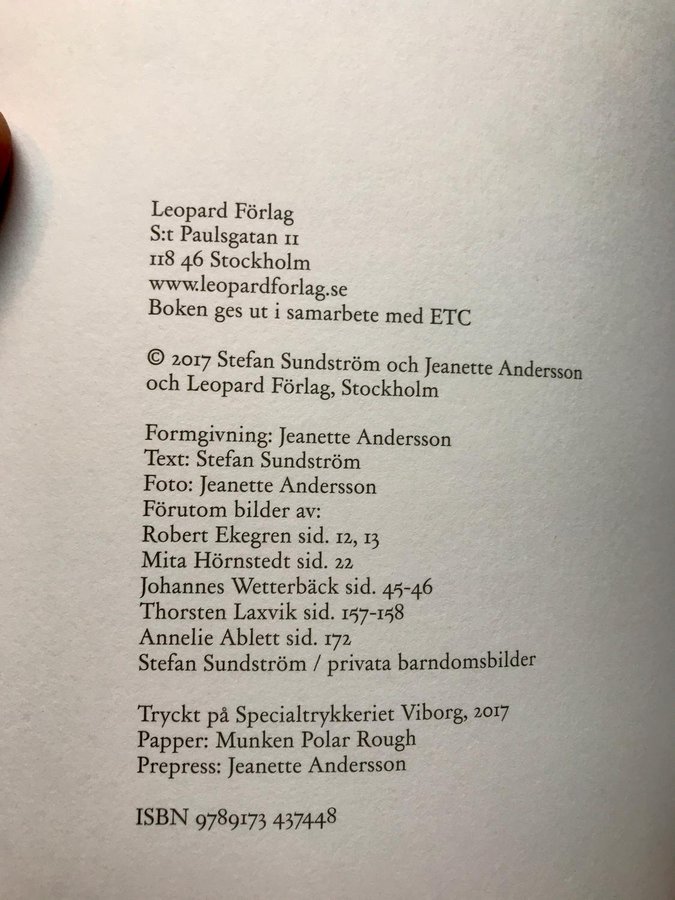 Leopard Förlag
S:t Paulsgatan 11
118 46 Stockholm
www.leopardforlag.se
Boken ges ut i samarbete med ETC
© 2017 Stefan Sundström och Jeanette Andersson
och Leopard Förlag, Stockholm
Formgivning: Jeanette Andersson
Text: Stefan Sundström
Foto: Jeanette Andersson
Förutom bilder av:
Robert Ekegren sid. 12, 13
Mita Hörnstedt sid. 22
Johannes Wetterbäck sid. 45-46
Thorsten Laxvik sid. 157-158
Annelie Ablett sid. 172
Stefan Sundström / privata barndomsbilder
Tryckt på Specialtrykkeriet Viborg, 2017
Papper: Munken Polar Rough
Prepress: Jeanette Andersson
ISBN 9789173 437448